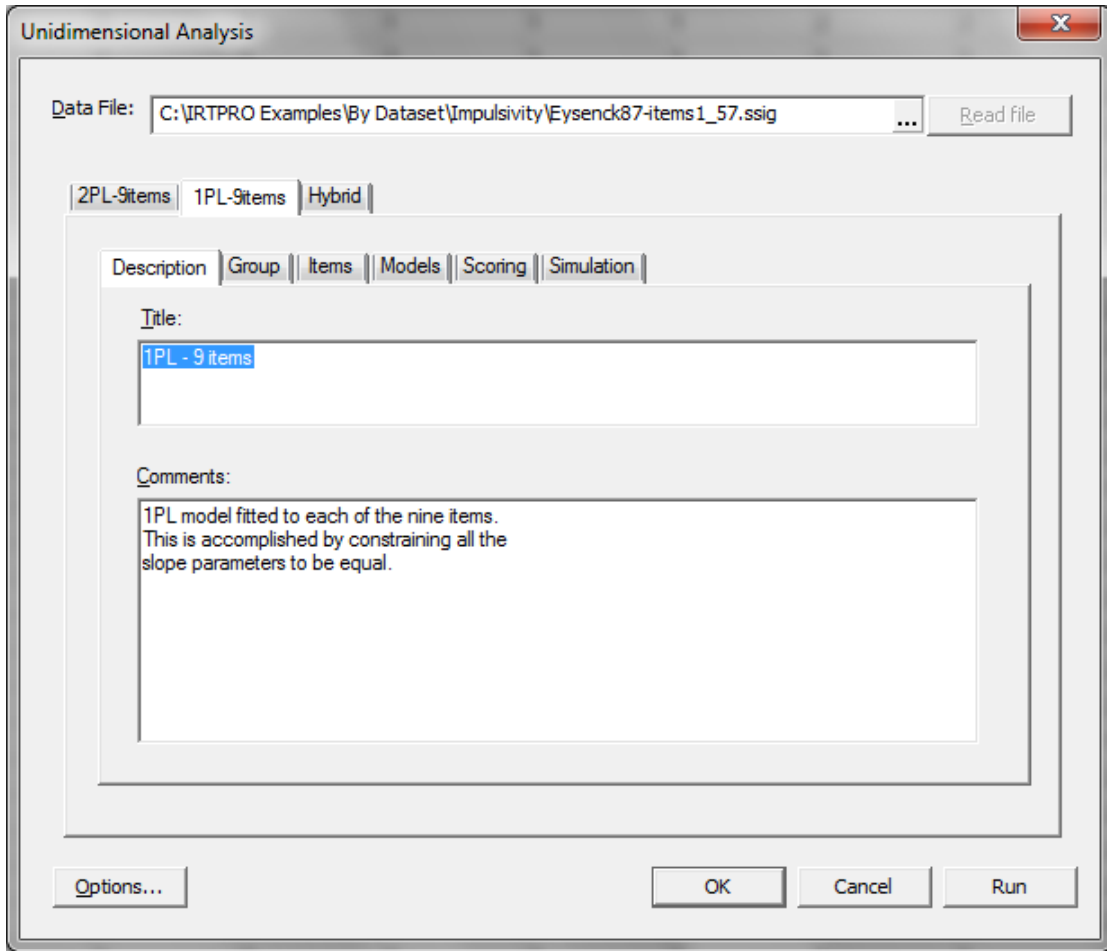 Unidimensional Analysis
Data File: C:\IRTPRO Examples\By Dataset\Impulsivity\Eysenck87-items1_57.ssig ... Read file
2PL-9items 1PL-9items Hybrid
Description Group Items Models Scoring Simulation
Title:
1PL - 9 items
Comments:
1PL model fitted to each of the nine items.
This is accomplished by constraining all the
slope parameters to be equal.
Options... OK Cancel Run